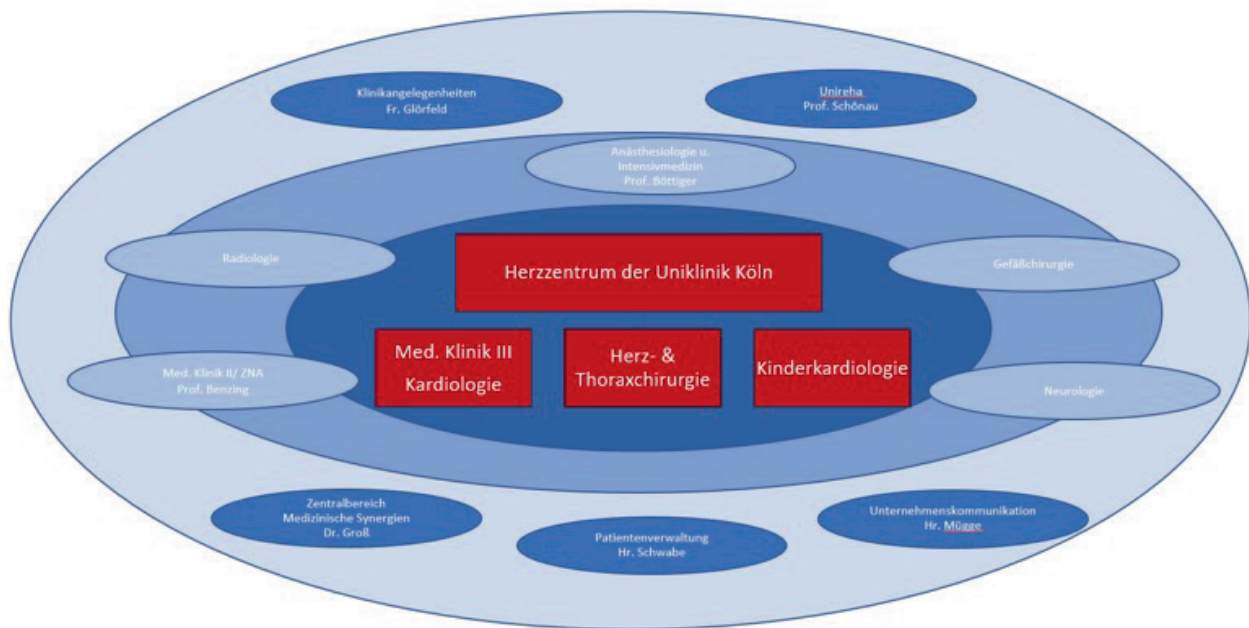 Klinikangelegenheiten
Fr. Glörfeld
Unireha
Prof. Schönau
Anästhesiologie u.
Intensivmedizin
Prof. Böttiger
Radiologie
Gefäßchirurgie
Herzzentrum der Uniklinik Köln
Med. Klinik III
Kardiologie
Herz- &
Thoraxchirurgie
Kinderkardiologie
Med. Klinik II/ ZNA
Prof. Benzing
Neurologie
Zentralbereich
Medizinische Synergien
Dr. Groß
Patientenverwaltung
Hr. Schwabe
Unternehmenskommunikation
Hr. Mügge